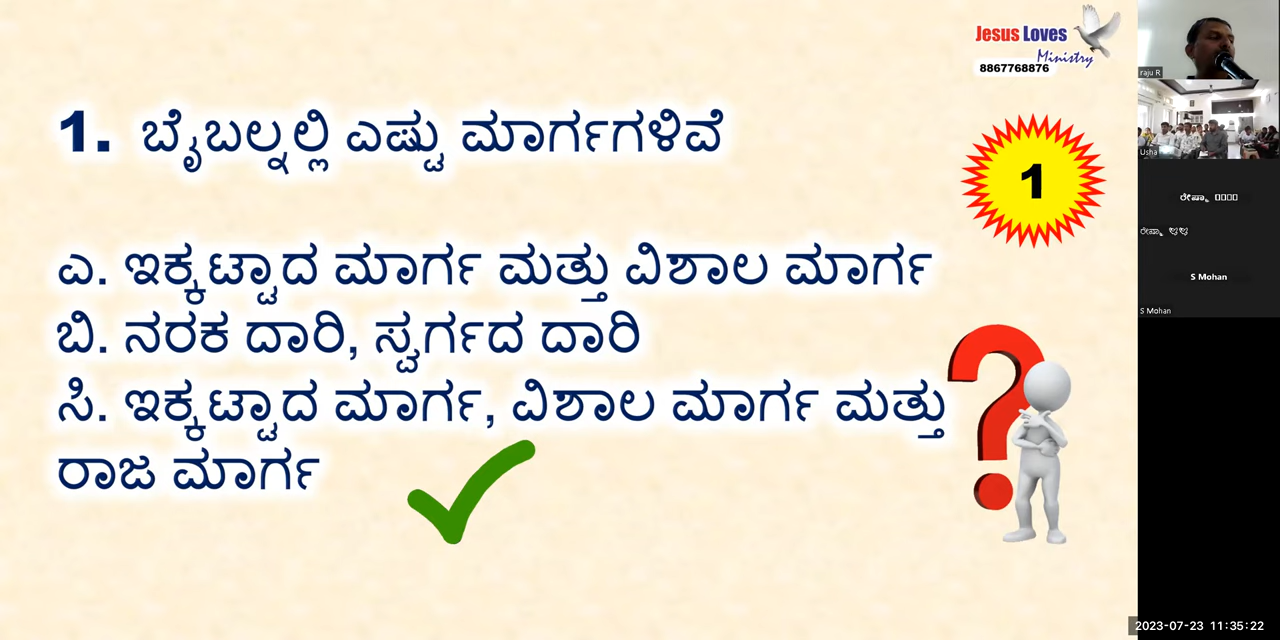 Jesus Loves
Ministry
8867768876
1. ಬೈಬಲ್ನಲ್ಲಿ ಎಷ್ಟು ಮಾರ್ಗಗಳಿವೆ
1
ಎ. ಇಕ್ಕಟ್ಟಾದ ಮಾರ್ಗ ಮತ್ತು ವಿಶಾಲ ಮಾರ್ಗ
ಬಿ. ನರಕ ದಾರಿ, ಸ್ವರ್ಗದ ದಾರಿ
ಸಿ. ಇಕ್ಕಟ್ಟಾದ ಮಾರ್ಗ, ವಿಶಾಲ ಮಾರ್ಗ ಮತ್ತು
ರಾಜ ಮಾರ್ಗ
raju R
Usha
S Mohan
S Mohan
2023-07-23 11:35:22